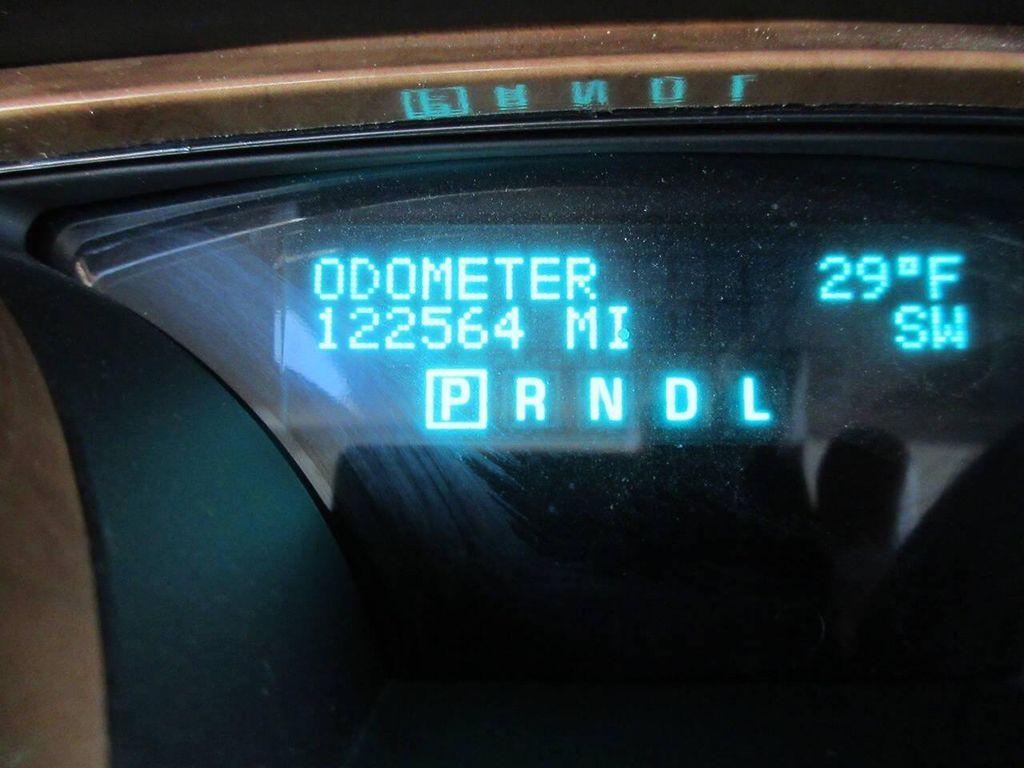 ODOMETER 29°F
122564 MI SW
P R N D L